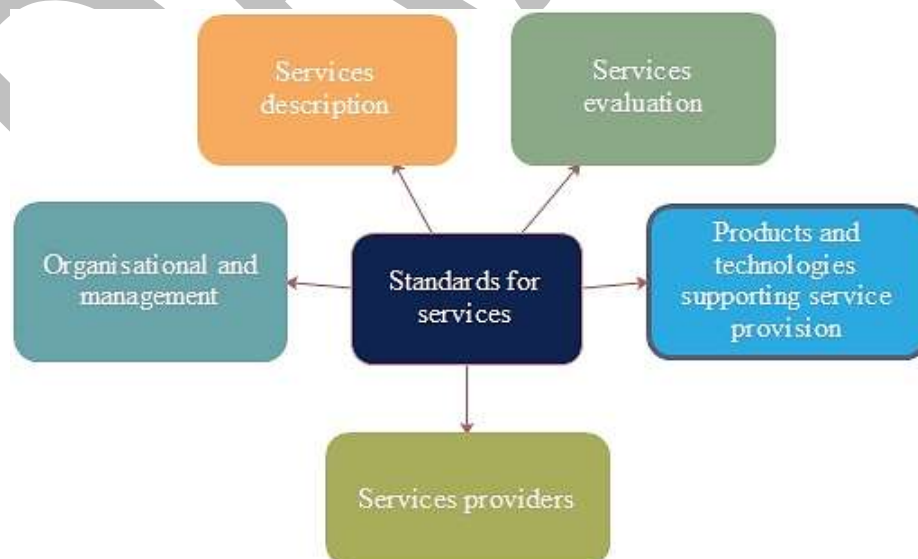 Services
description
Services
evaluation
Organisational and
management
Standards for
services
Products and
technologies
supporting service
provision
Services providers